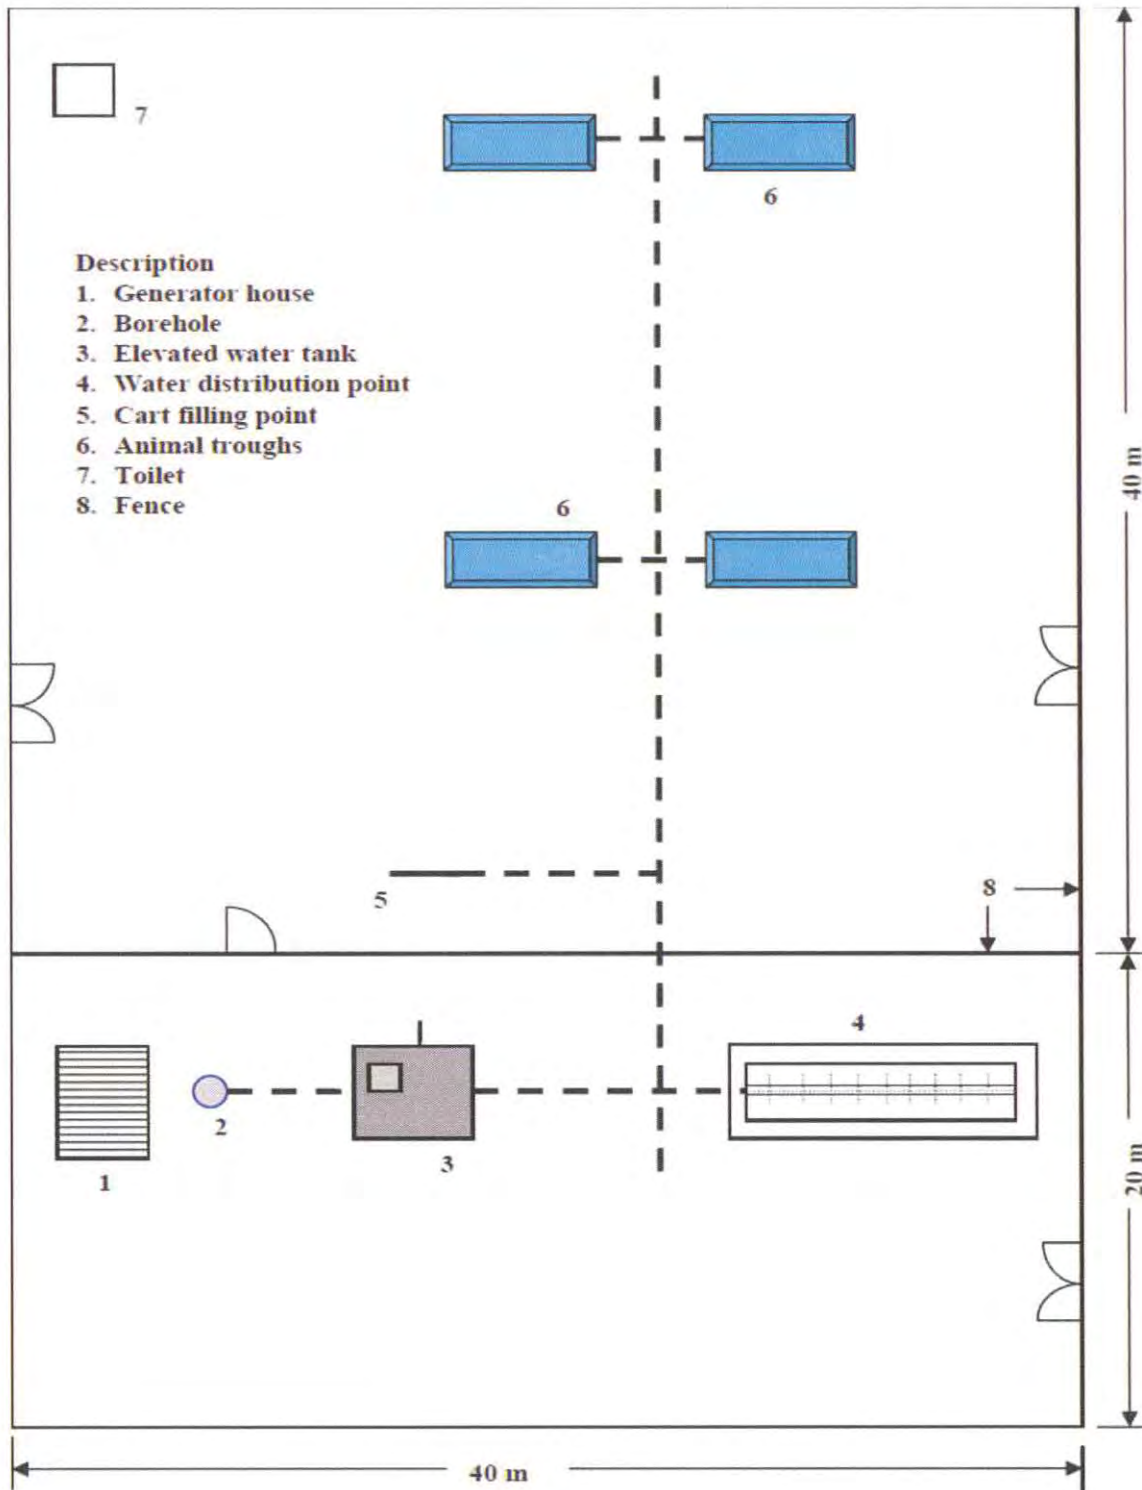 7
6
Description
1. Generator house
2. Borehole
3. Elevated water tank
4. Water distribution point
5. Cart filling point
6. Animal troughs
7. Toilet
8. Fence
40 m
6
5
8
4
2
3
1
20 m
40 m